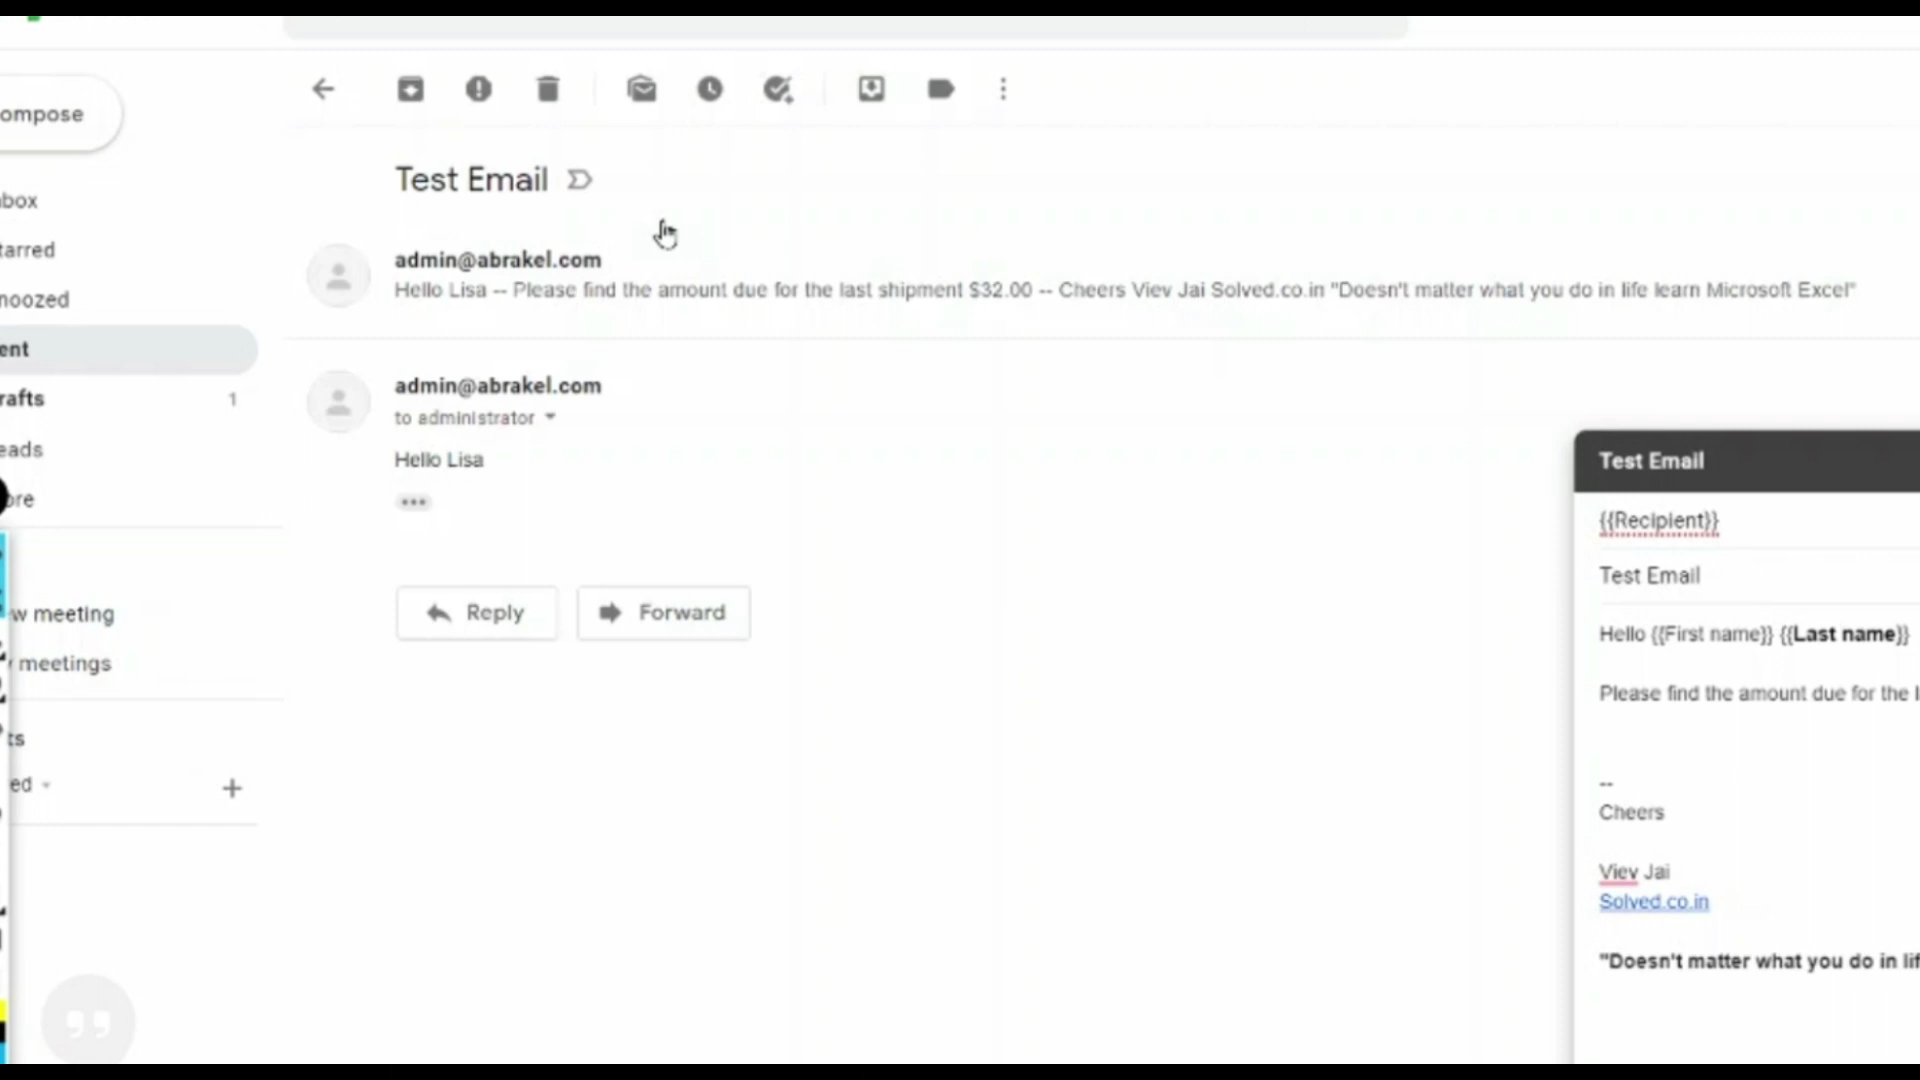 ompose
Test Email
box
admin@abrakel.com
Hello Lisa -- Please find the amount due for the last shipment $32.00 -- Cheers Viev Jai Solved.co.in "Doesn't matter what you do in life learn Microsoft Excel"
tarred
noozed
ent
rafts 1
eads
ore
w meeting
meetings
ts
ed
admin@abrakel.com
to administrator
Hello Lisa
Reply
Forward
Test Email
{{Recipient}}
Test Email
Hello {{First name}} {{Last name}}
Please find the amount due for the l
--
Cheers
Viev Jai
Solved.co.in
"Doesn't matter what you do in lif